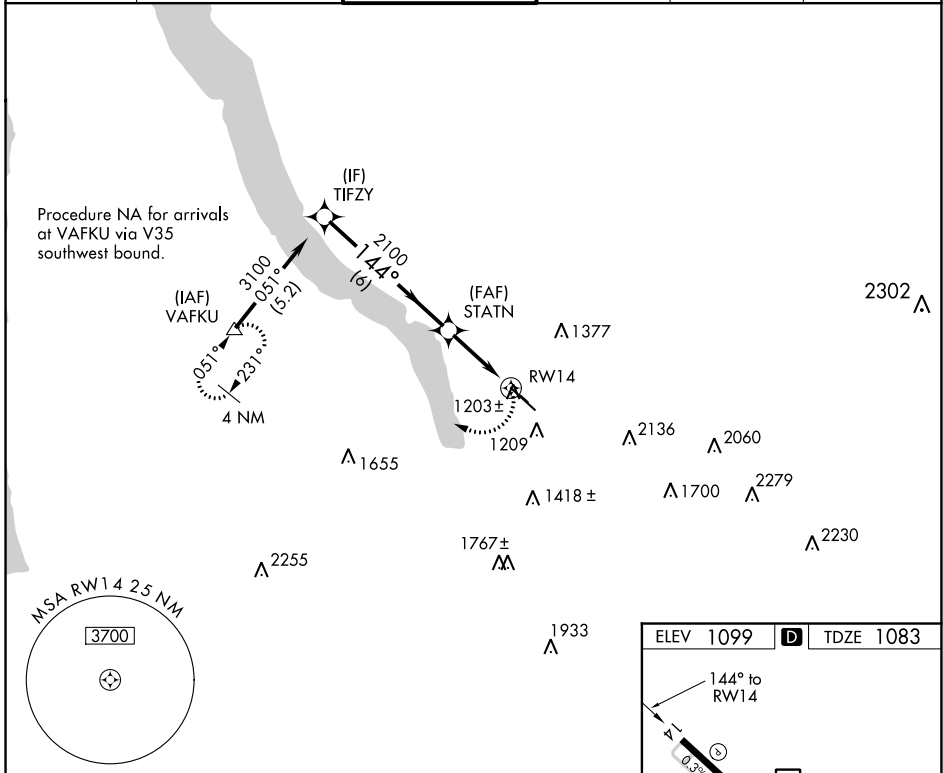 (IF)
TIFZY
Procedure NA for arrivals
at VAFKU via V35
southwest bound.
2100
144°
(6)
3100
051°
(5.2)
(IAF)
VAFKU
(FAF)
STATN
2302
1377
051°
231°
RW14
4 NM
1203 ±
1209
2136
2060
1655
1418 ±
1700
2279
1767±
2230
2255
MSA RW14 25 NM
3700
1933
ELEV 1099 D TDZE 1083
144° to
RW14
14
P
0.3%